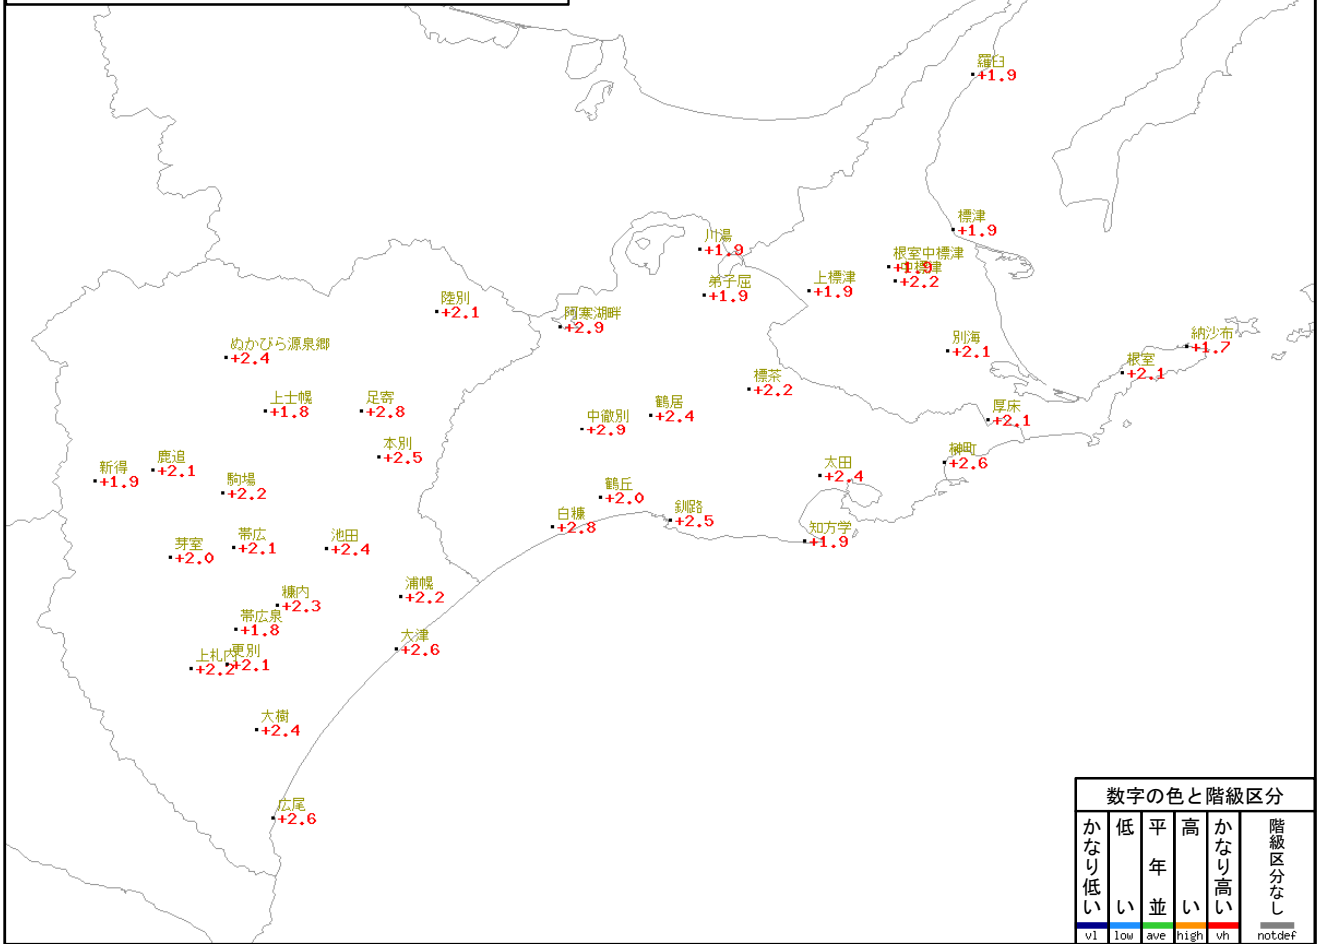 羅臼
+1.9
標津
+1.9
川湯
+1.9
根室中標津
+1.9
中標津
+2.2
弟子屈
+1.9
上標津
+1.9
陸別
+2.1
阿寒湖畔
+2.9
ぬかびら源泉郷
+2.4
別海
+2.1
納沙布
+1.7
根室
+2.1
標茶
+2.2
上士幌
+1.8
足寄
+2.8
鶴居
+2.4
中徹別
+2.9
厚床
+2.1
本別
+2.5
榊町
+2.6
新得
+1.9
鹿追
+2.1
太田
+2.4
駒場
+2.2
鶴丘
+2.0
白糠
+2.8
釧路
+2.5
知方学
+1.9
芽室
+2.0
帯広
+2.1
池田
+2.4
浦幌
+2.2
糠内
+2.3
帯広泉
+1.8
大津
+2.6
上札内
+2.2
更別
+2.1
大樹
+2.4
広尾
+2.6
数字の色と階級区分
かなり低い
低い
平年並
高い
かなり高い
階級区分なし
vl
low
ave
high
vh
notdef